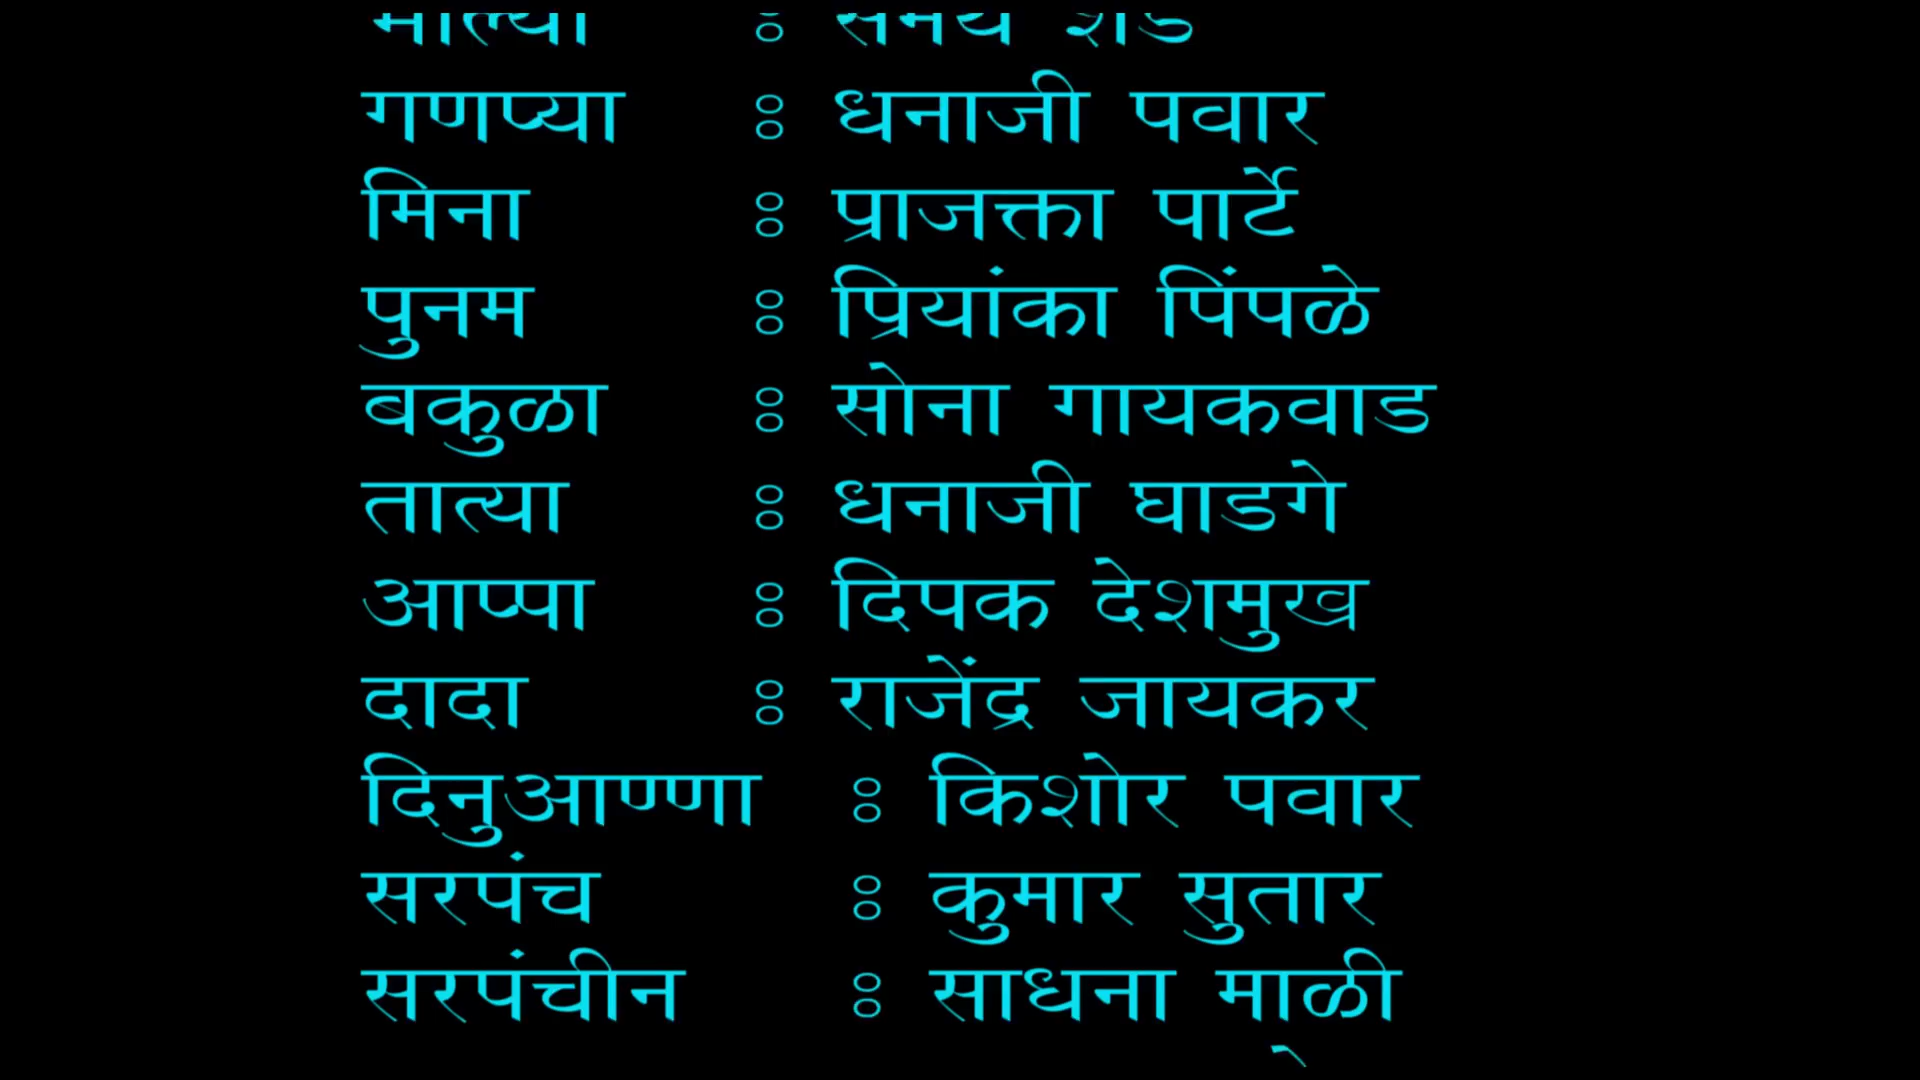 गणप्या : धनाजी पवार
मिना : प्राजक्ता पार्टे
पुनम : प्रियांका पिंपळे
बकुळा : सोना गायकवाड
तात्या : धनाजी घाडगे
आप्पा : दिपक देशमुख
दादा : राजेंद्र जायकर
दिनुआण्णा : किशोर पवार
सरपंच : कुमार सुतार
सरपंचीन : साधना माळी